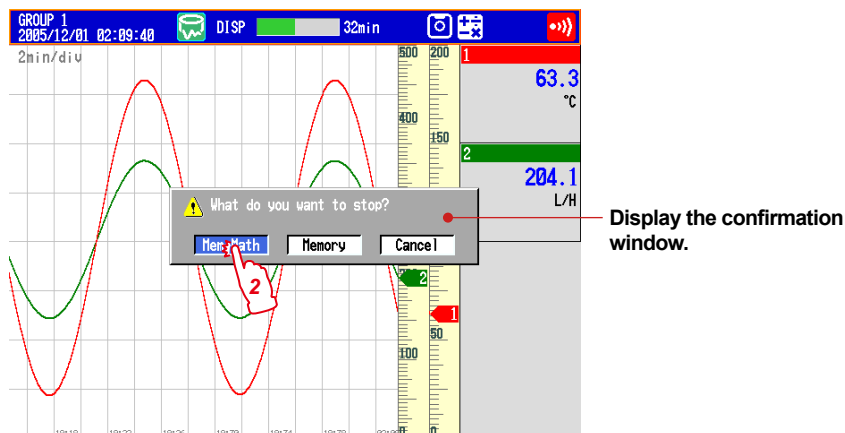 GROUP 1
2005/12/01 02:09:40
DISP
32min
2min/div
500
200
1
63.3
°C
400
150
2
204.1
L/H
What do you want to stop?
Memory
Cancel
Display the confirmation
window.
2
2
1
50
100
0
0